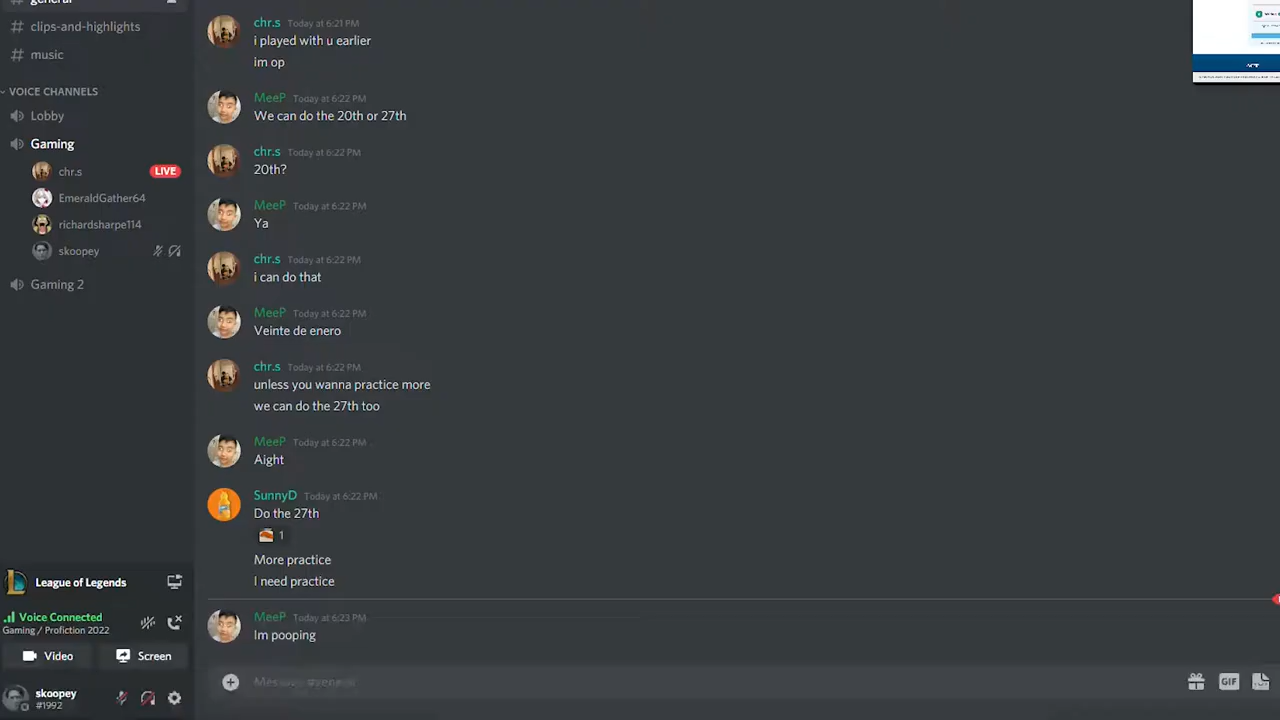 general
# clips-and-highlights
# music
VOICE CHANNELS
Lobby
Gaming
chr.s LIVE
EmeraldGather64
richardsharpe114
skoopey
Gaming 2
League of Legends
Voice Connected
Gaming / Profiction 2022
Video Screen
skoopey
#1992
chr.s Today at 6:21 PM
i played with u earlier
im op
MeeP Today at 6:22 PM
We can do the 20th or 27th
chr.s Today at 6:22 PM
20th?
MeeP Today at 6:22 PM
Ya
chr.s Today at 6:22 PM
i can do that
MeeP Today at 6:22 PM
Veinte de enero
chr.s Today at 6:22 PM
unless you wanna practice more
we can do the 27th too
MeeP Today at 6:22 PM
Aight
SunnyD Today at 6:22 PM
Do the 27th
1
More practice
I need practice
MeeP Today at 6:23 PM
Im pooping
Message #general
GIF